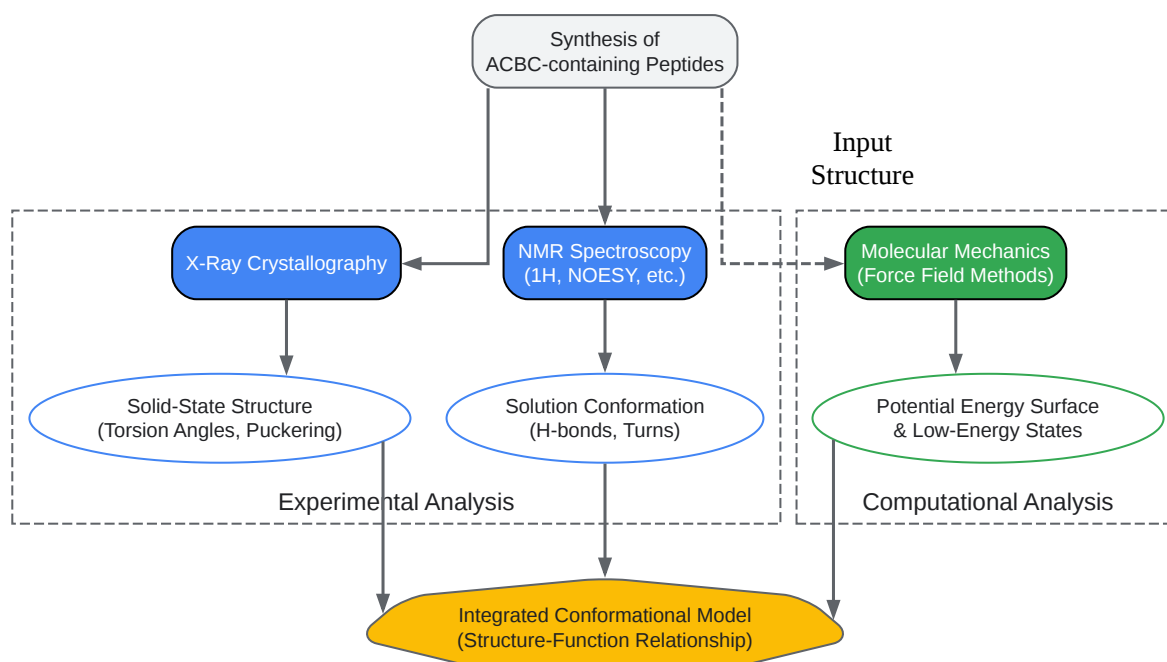 Synthesis of
ACBC-containing Peptides
Input
Structure
X-Ray Crystallography
NMR Spectroscopy
(1H, NOESY, etc.)
Molecular Mechanics
(Force Field Methods)
Solid-State Structure
(Torsion Angles, Puckering)
Solution Conformation
(H-bonds, Turns)
Potential Energy Surface
& Low-Energy States
Experimental Analysis
Computational Analysis
Integrated Conformational Model
(Structure-Function Relationship)